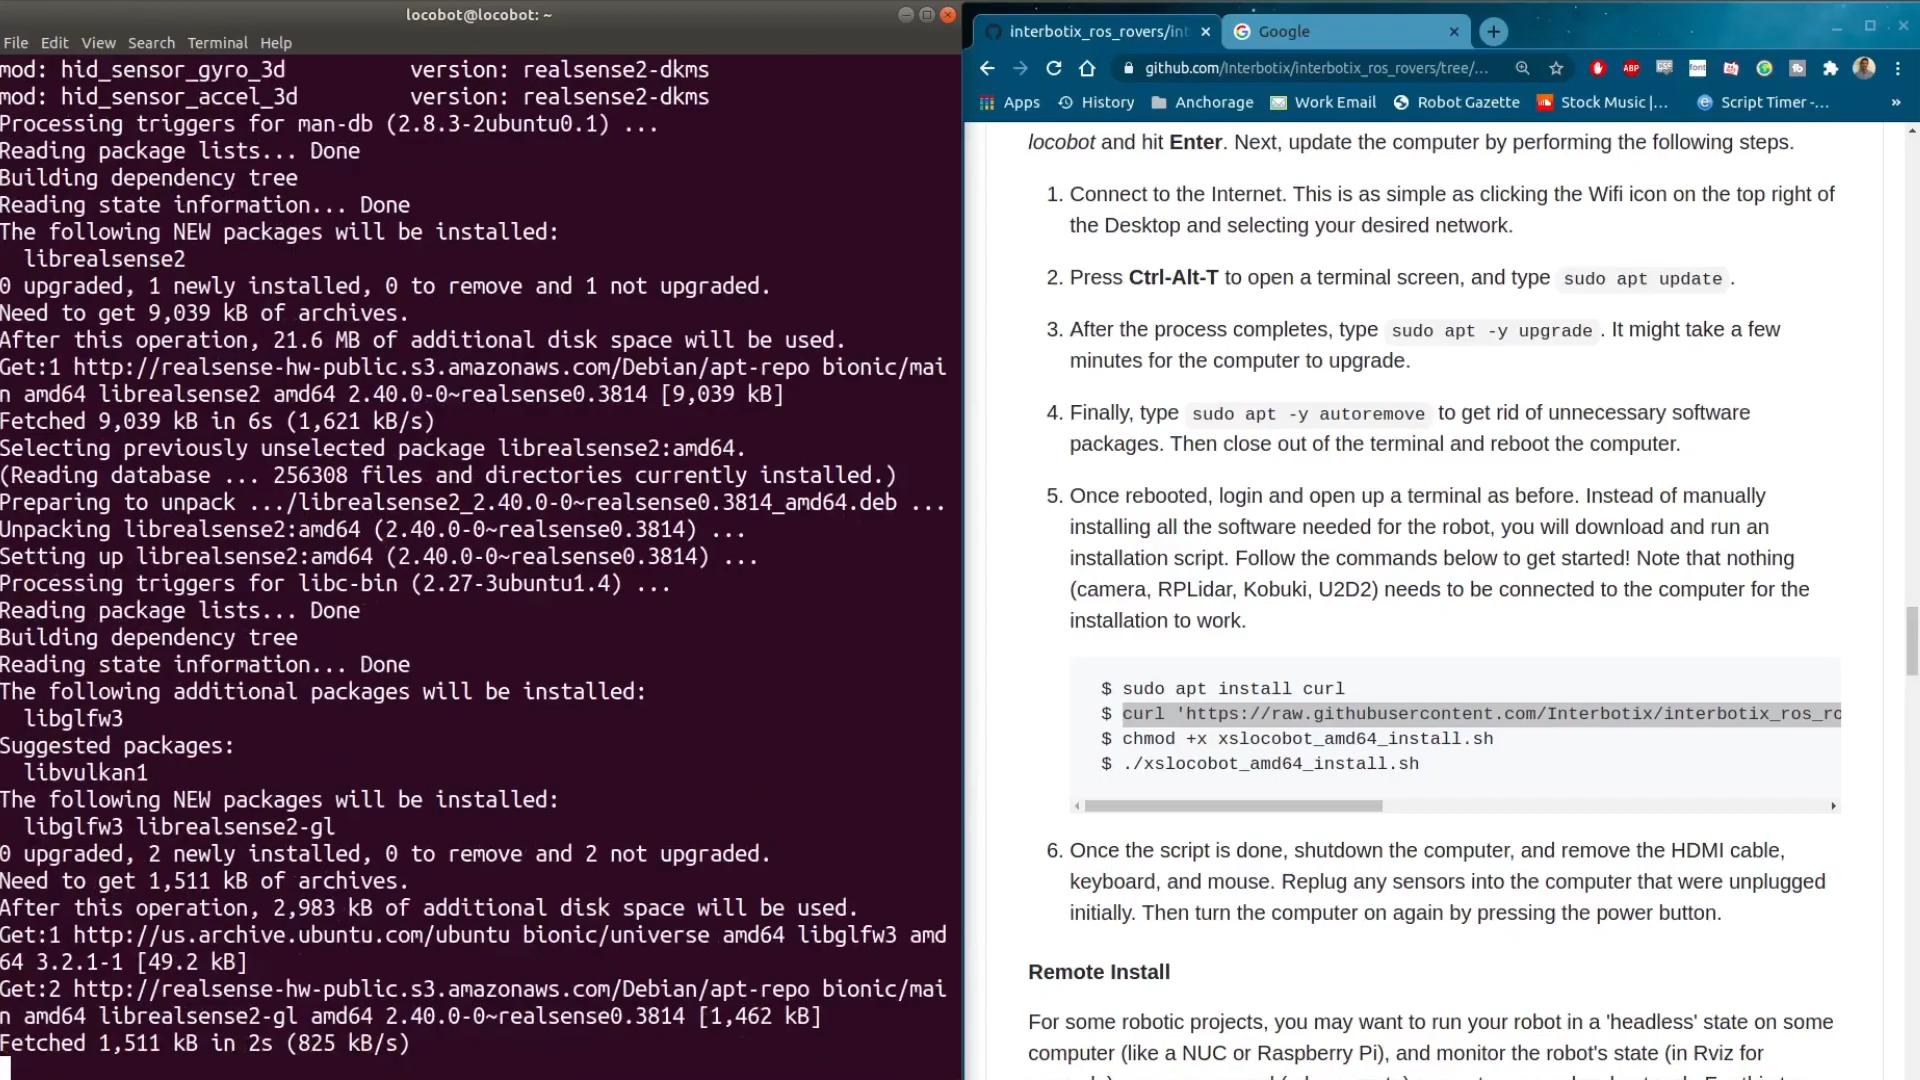 locobot@locobot: ~
File Edit View Search Terminal Help
mod: hid_sensor_gyro_3d version: realsense2-dkms
mod: hid_sensor_accel_3d version: realsense2-dkms
Processing triggers for man-db (2.8.3-2ubuntu0.1) ...
Reading package lists... Done
Building dependency tree
Reading state information... Done
The following NEW packages will be installed:
librealsense2
0 upgraded, 1 newly installed, 0 to remove and 1 not upgraded.
Need to get 9,039 kB of archives.
After this operation, 21.6 MB of additional disk space will be used.
Get:1 http://realsense-hw-public.s3.amazonaws.com/Debian/apt-repo bionic/mai
n amd64 librealsense2 amd64 2.40.0-0~realsense0.3814 [9,039 kB]
Fetched 9,039 kB in 6s (1,621 kB/s)
Selecting previously unselected package librealsense2:amd64.
(Reading database ... 256308 files and directories currently installed.)
Preparing to unpack .../librealsense2_2.40.0-0~realsense0.3814_amd64.deb ...
Unpacking librealsense2:amd64 (2.40.0-0~realsense0.3814) ...
Setting up librealsense2:amd64 (2.40.0-0~realsense0.3814) ...
Processing triggers for libc-bin (2.27-3ubuntu1.4) ...
Reading package lists... Done
Building dependency tree
Reading state information... Done
The following additional packages will be installed:
libglfw3
Suggested packages:
libvulkan1
The following NEW packages will be installed:
libglfw3 librealsense2-gl
0 upgraded, 2 newly installed, 0 to remove and 2 not upgraded.
Need to get 1,511 kB of archives.
After this operation, 2,983 kB of additional disk space will be used.
Get:1 http://us.archive.ubuntu.com/ubuntu bionic/universe amd64 libglfw3 amd
64 3.2.1-1 [49.2 kB]
Get:2 http://realsense-hw-public.s3.amazonaws.com/Debian/apt-repo bionic/mai
n amd64 librealsense2-gl amd64 2.40.0-0~realsense0.3814 [1,462 kB]
Fetched 1,511 kB in 2s (825 kB/s)
interbotix_ros_rovers/int
Google
github.com/Interbotix/interbotix_ros_rovers/tree/...
ABP
Apps History Anchorage Work Email Robot Gazette Stock Music |... Script Timer -... »
locobot and hit Enter. Next, update the computer by performing the following steps.
1. Connect to the Internet. This is as simple as clicking the Wifi icon on the top right of
the Desktop and selecting your desired network.
2. Press Ctrl-Alt-T to open a terminal screen, and type sudo apt update .
3. After the process completes, type sudo apt -y upgrade . It might take a few
minutes for the computer to upgrade.
4. Finally, type sudo apt -y autoremove to get rid of unnecessary software
packages. Then close out of the terminal and reboot the computer.
5. Once rebooted, login and open up a terminal as before. Instead of manually
installing all the software needed for the robot, you will download and run an
installation script. Follow the commands below to get started! Note that nothing
(camera, RPLidar, Kobuki, U2D2) needs to be connected to the computer for the
installation to work.
$ sudo apt install curl
$ curl 'https://raw.githubusercontent.com/Interbotix/interbotix_ros_ro
$ chmod +x xslocobot_amd64_install.sh
$ ./xslocobot_amd64_install.sh
6. Once the script is done, shutdown the computer, and remove the HDMI cable,
keyboard, and mouse. Replug any sensors into the computer that were unplugged
initially. Then turn the computer on again by pressing the power button.
Remote Install
For some robotic projects, you may want to run your robot in a 'headless' state on some
computer (like a NUC or Raspberry Pi), and monitor the robot's state (in Rviz for